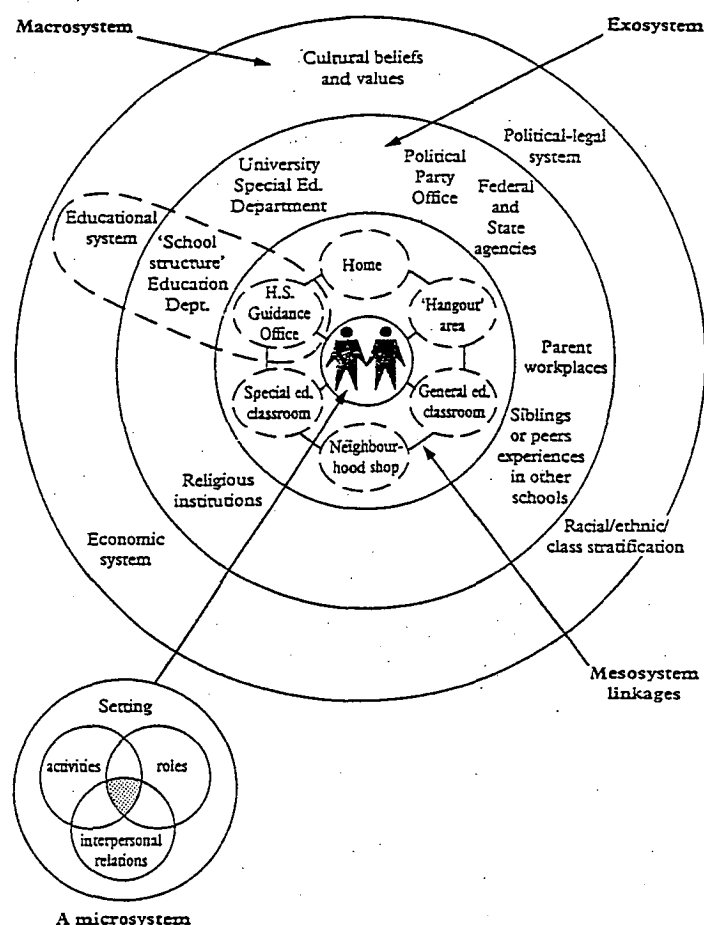 Macrosystem
Exosystem
Cultural beliefs
and values
Political-legal
system
University
Special Ed.
Department
Political
Party
Office
Federal
and
State
agencies
Educational
system
'School
structure'
Education
Dept.
Home
H.S.
Guidance
Office
'Hangout'
area
Parent
workplaces
Special ed.
classroom
General ed.
classroom
Neighbour-
hood shop
Siblings
or peers
experiences
in other
schools
Religious
institutions
Economic
system
Racial/ethnic/
class stratification
Mesosystem
linkages
Setting
activities
roles
interpersonal
relations
A microsystem